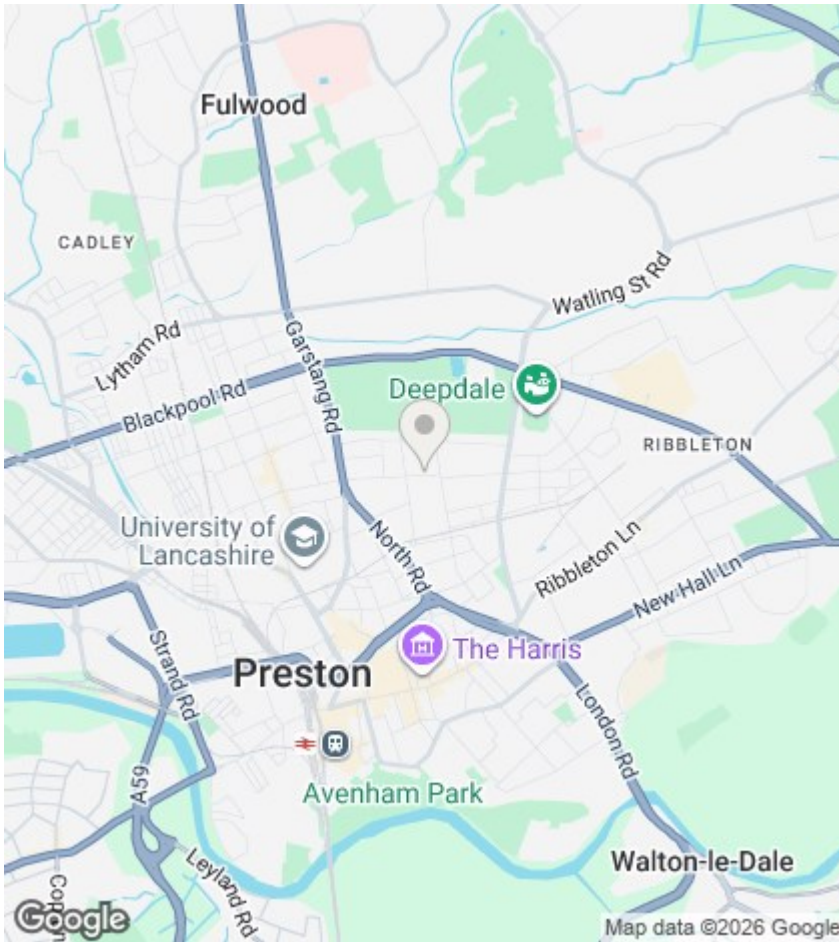 Fulwood
CADLEY
Watling St Rd
Lytham Rd
Garstang Rd
Blackpool Rd
Deepdale
RIBBLETON
University of
Lancashire
North Rd
Ribbleton Ln
New Hall Ln
The Harris
Strand Rd
Preston
London Rd
A59
Avenham Park
Leyland Rd
Walton-le-Dale
Google
Map data ©2026 Google